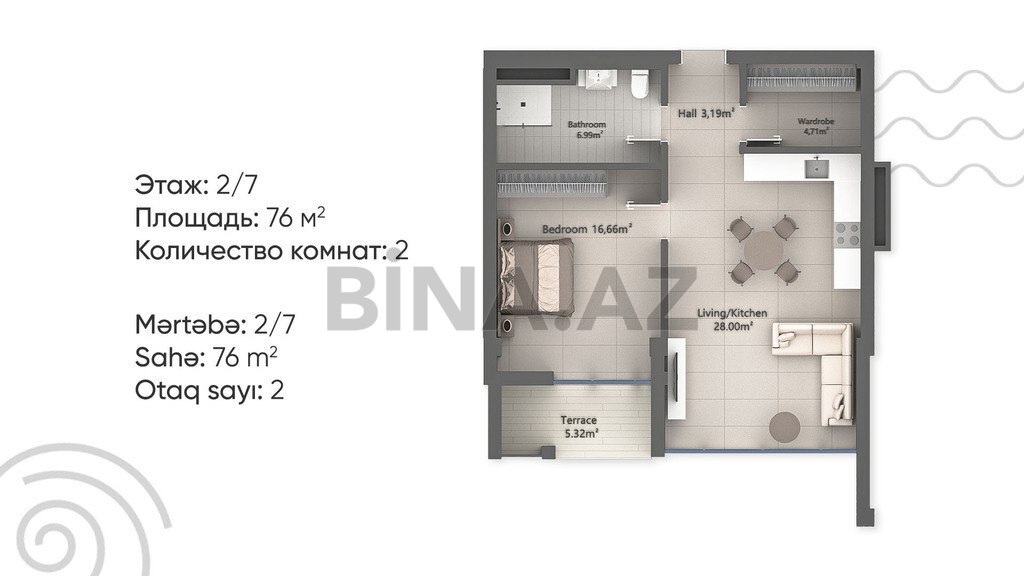 Этаж: 2/7
Площадь: 76 м²
Количество комнат: 2
Mərtəbə: 2/7
Sahə: 76 m²
Otaq sayı: 2
Hall 3,19m²
Wardrobe
4,71m²
Bathroom
6.99m²
Bedroom 16,66m²
BİNA.AZ
Living/Kitchen
28.00m²
Terrace
5.32m²